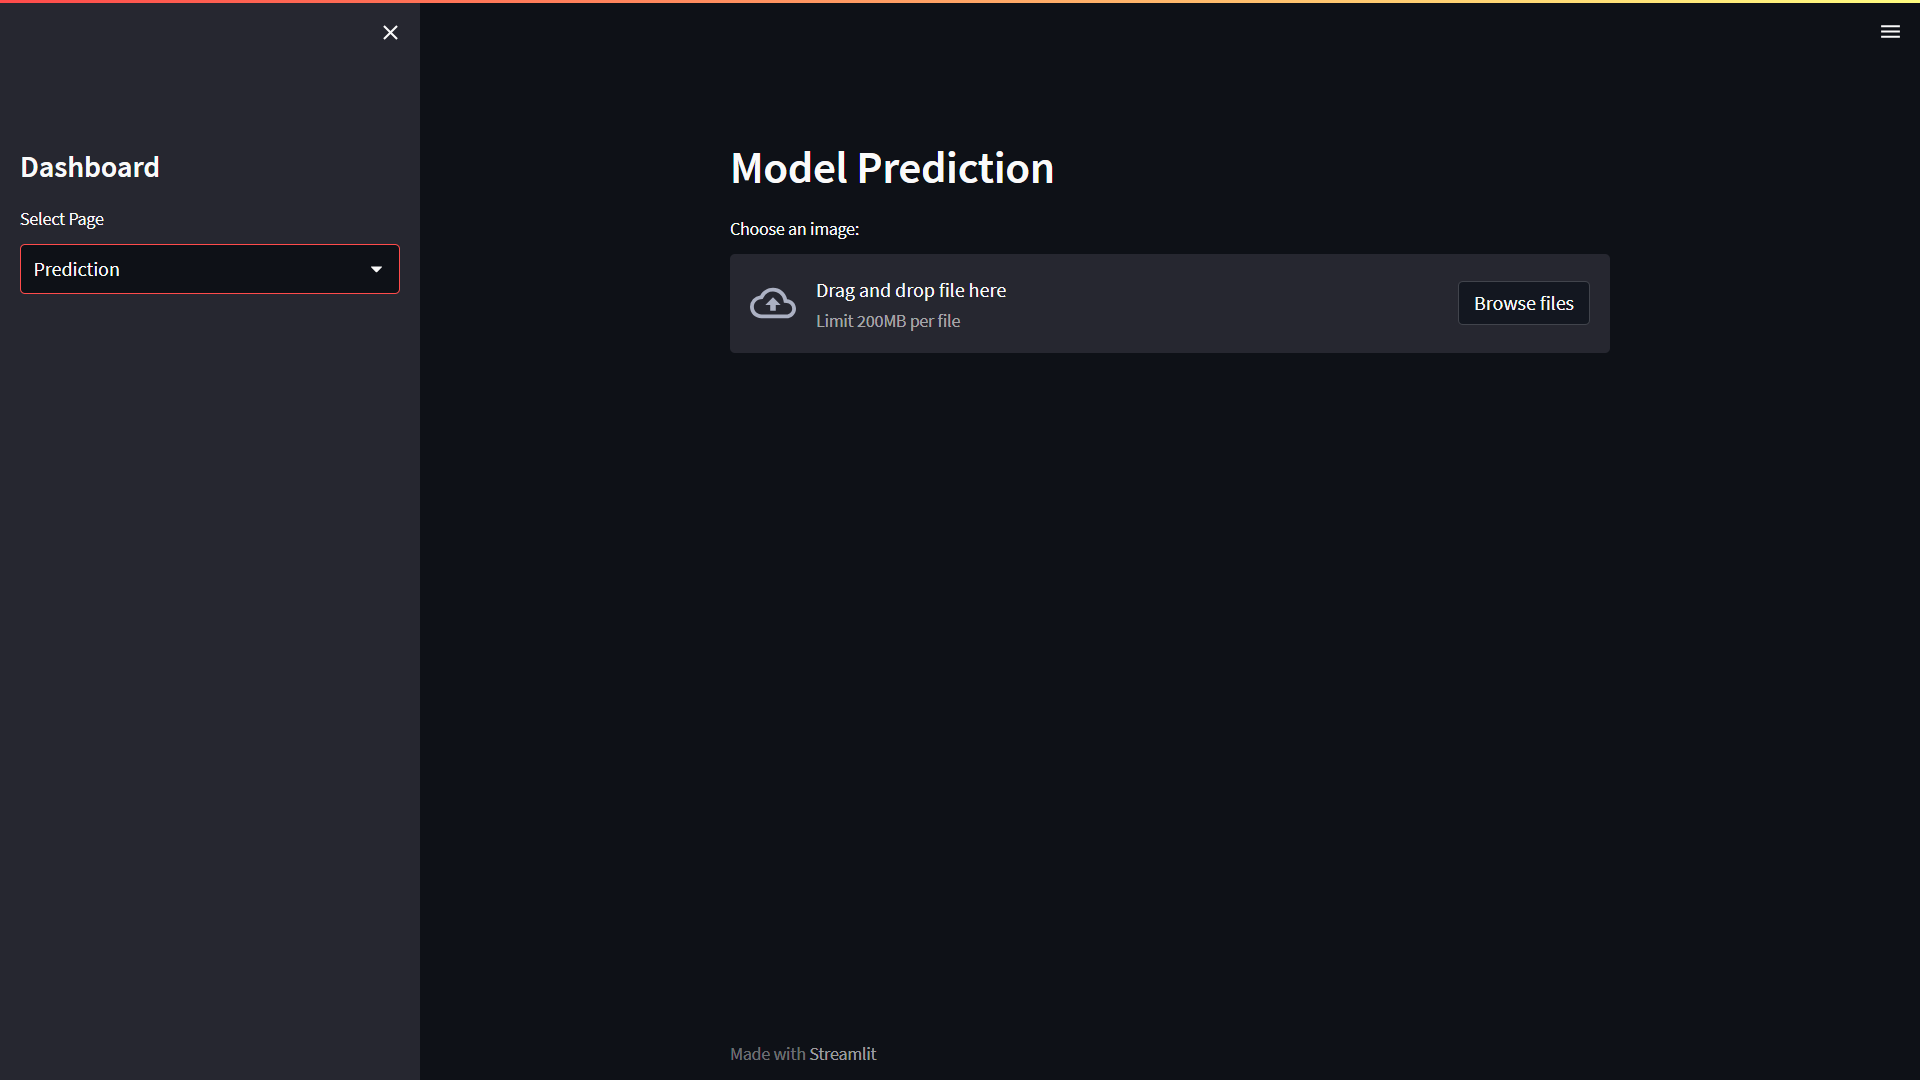 Dashboard
Select Page
Prediction
Model Prediction
Choose an image:
Drag and drop file here
Limit 200MB per file
Browse files
Made with Streamlit